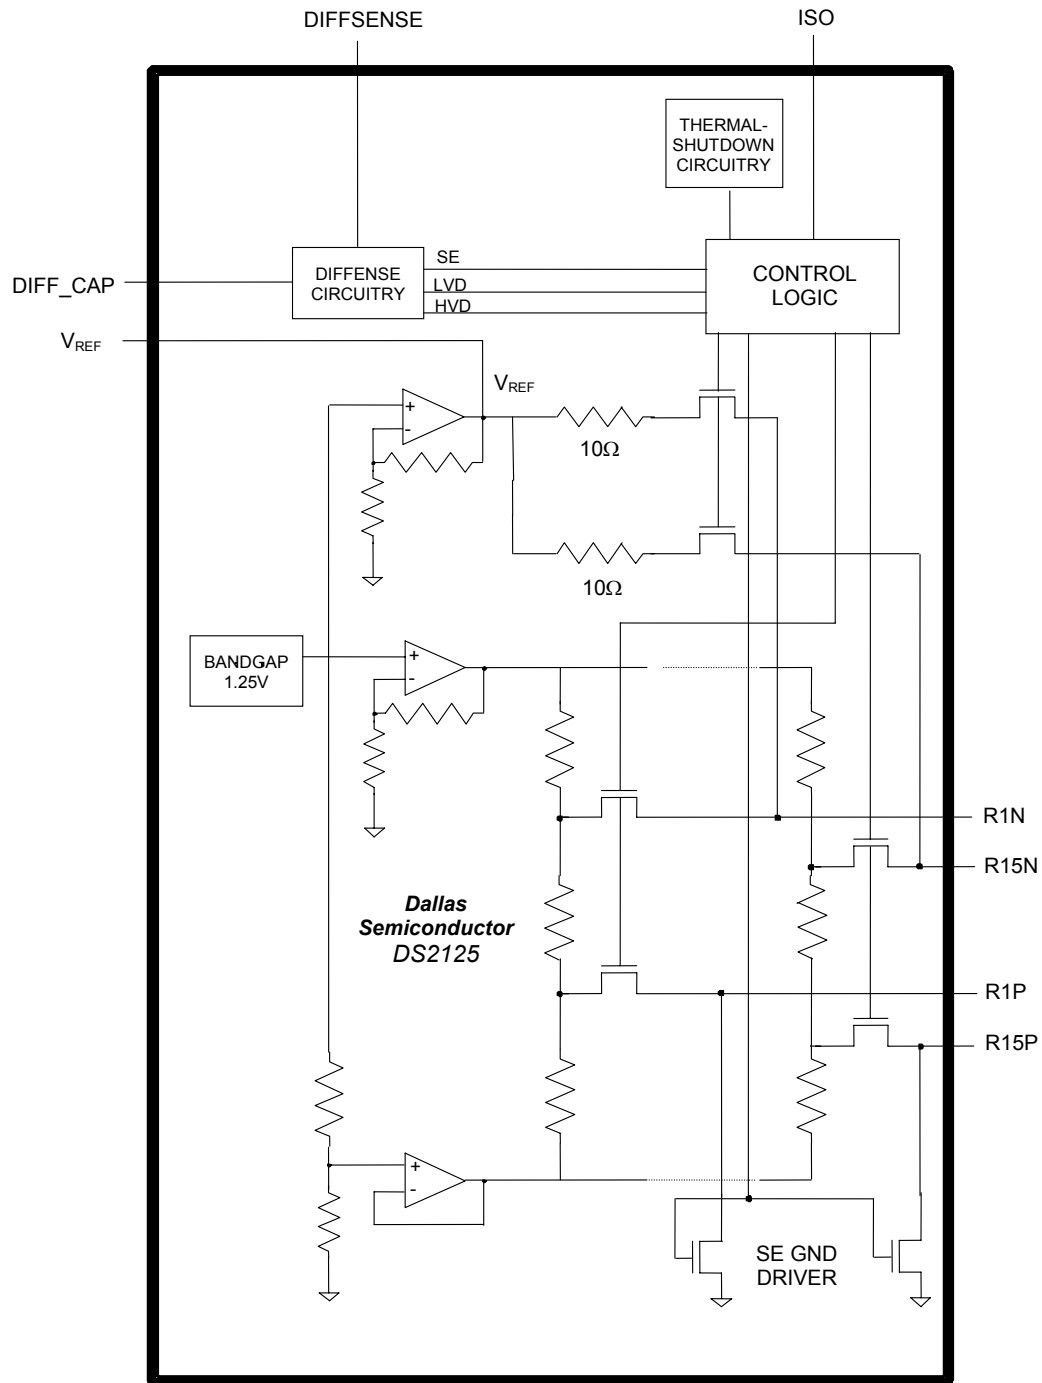 DIFFSENSE
ISO
THERMAL-
SHUTDOWN
CIRCUITRY
DIFF_CAP
DIFFENSE
CIRCUITRY
SE
LVD
HVD
CONTROL
LOGIC
VREF
VREF
+
-
10Ω
10Ω
BANDGAP
1.25V
+
-
R1N
R15N
Dallas
Semiconductor
DS2125
R1P
R15P
+
-
SE GND
DRIVER